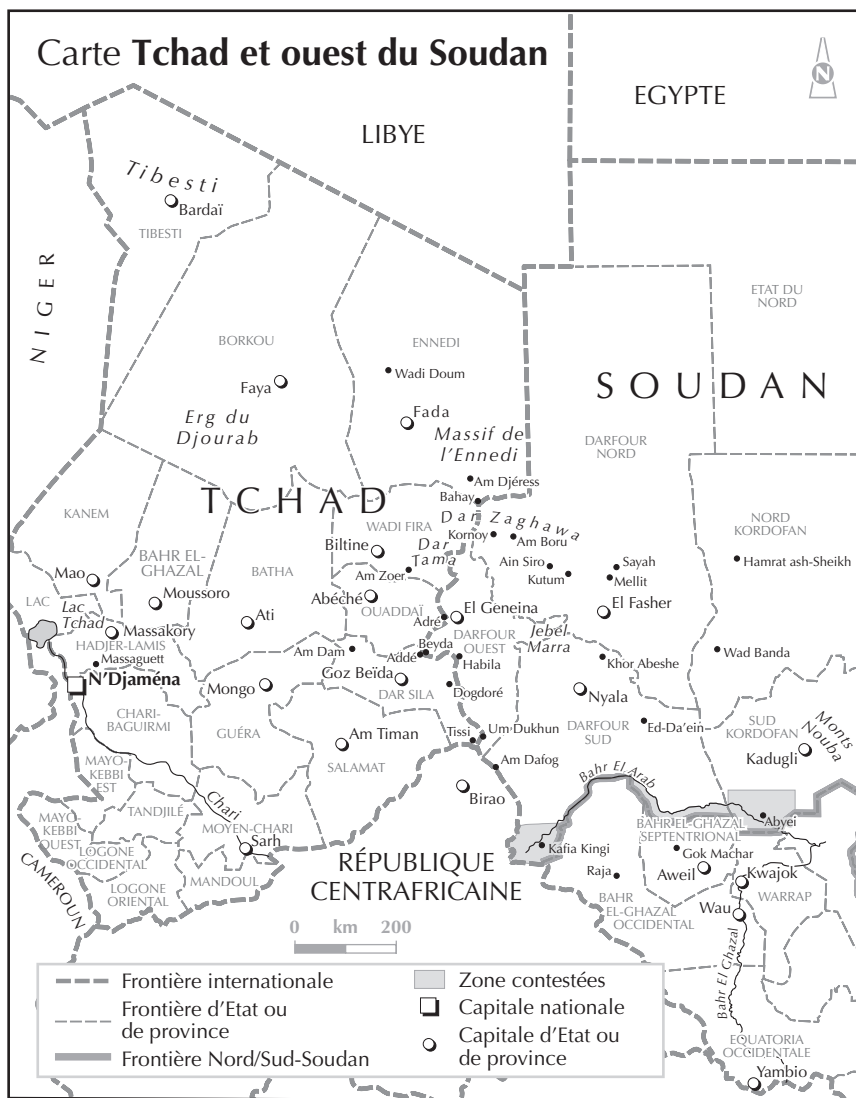 Carte Tchad et ouest du Soudan
N
EGYPTE
LIBYE
Tibesti
Bardaï
TIBESTI
NIGER
ETAT DU
NORD
BORKOU
ENNEDI
Wadi Doum
Faya
SOUDAN
Fada
Erg du
Djourab
Massif de
l'Ennedi
DARFOUR
NORD
Am Djéress
Bahay
TCHAD
KANEM
WADI FIRA
Dar Zaghawa
NORD
KORDOFAN
Kornoy
Am Boru
BAHR EL-
GHAZAL
Biltine
Dar
Tama
BATHA
Ain Siro
Sayah
Hamrat ash-Sheikh
Mao
Am Zoer
Kutum
Mellit
LAC
Lac
Tchad
Moussoro
Abéché
OUADDAÏ
El Fasher
Ati
Adré
El Geneina
Massakory
HADJER-LAMIS
DARFOUR
OUEST
Jebél
Marra
Massaguett
Am Dam
Beyda
Addé
Habila
Khor Abeshe
Wad Banda
N'Djaména
Mongo
Goz Beïda
DAR SILA
Dogdoré
Nyala
CHARI-
BAGUIRMI
GUÉRA
Am Timan
SALAMAT
Tissi
Um Dukhun
DARFOUR
SUD
Ed-Da'ein
SUD
KORDOFAN
Monts
Nouba
Kadugli
MAYO-
KEBBI
EST
Am Dafog
Bahr El Arab
Birao
TANDJILÉ
Chari
MAYO-
KEBBI
OUEST
MOYEN-CHARI
Sarh
Abyei
BAHR EL-GHAZAL
SEPTENTRIONAL
LOGONE
OCCIDENTAL
Kafia Kingi
Gok Machar
CAMEROUN
LOGONE
ORIENTAL
MANDOUL
RÉPUBLIQUE
CENTRAFRICAINE
Raja
Aweil
Kwajok
BAHR
EL-GHAZAL
OCCIDENTAL
WARRAP
Wau
0 km 200
Bahr El Ghazal
Frontière internationale
Frontière d'Etat ou
de province
Frontière Nord/Sud-Soudan
Zone contestées
Capitale nationale
Capitale d'Etat ou
de province
EQUATORIA
OCCIDENTALE
Yambio